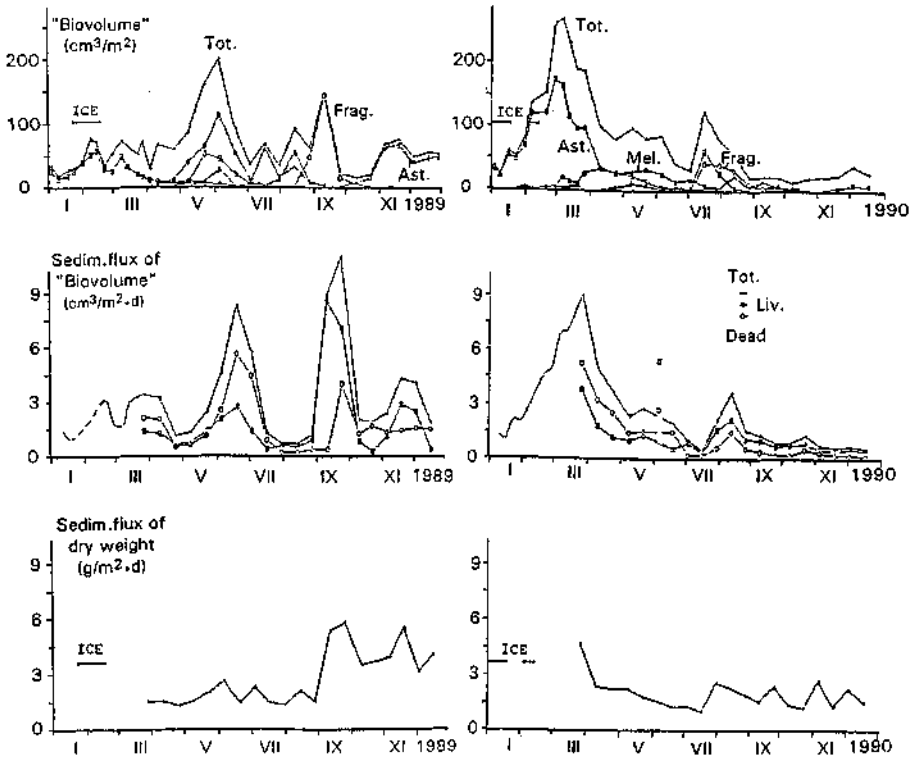 "Biovolume"
(cm³/m²)
200
100
0
ICE
Tot.
Frag.
Ast.
I III V VII IX XI 1989
200
100
0
ICE
Tot.
Ast.
Mel.
Frag.
I III V VII IX XI 1990
Sedim.flux of
"Biovolume"
(cm³/m²·d)
9
6
3
0
I III V VII IX XI 1989
9
6
3
0
Tot.
Liv.
Dead
I III V VII IX XI 1990
Sedim.flux of
dry weight
(g/m²·d)
9
6
3
0
ICE
I III V VII IX XI 1989
9
6
3
0
ICE
I III V VII IX XI 1990